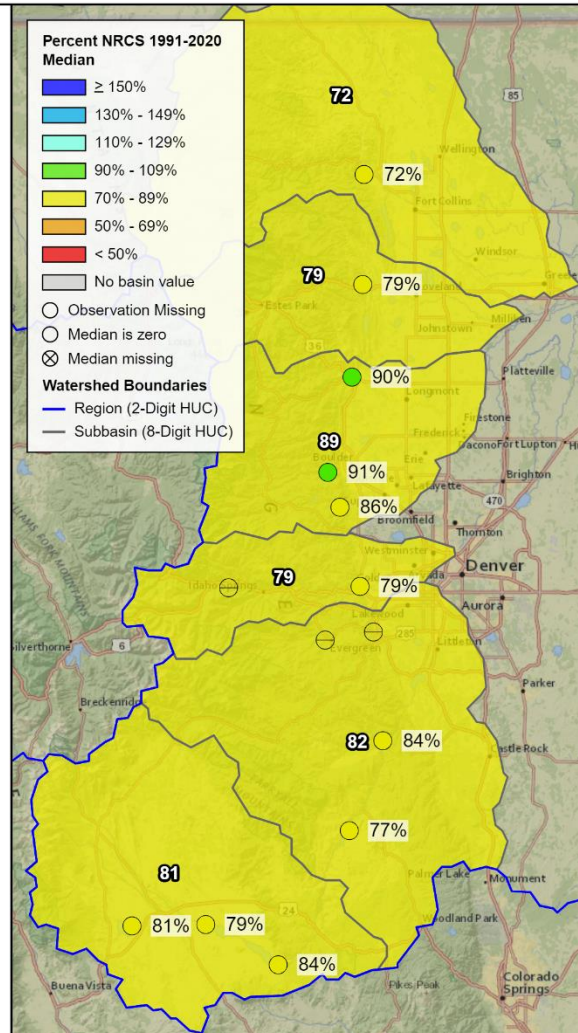 Percent NRCS 1991-2020
Median
≥ 150%
130% - 149%
110% - 129%
90% - 109%
70% - 89%
50% - 69%
< 50%
No basin value
Observation Missing
Median is zero
Median missing
Watershed Boundaries
Region (2-Digit HUC)
Subbasin (8-Digit HUC)
85
72
Wellington
72%
Fort Collins
Windsor
79
79%
Greele
oveland
Estes Park
Johnstown
Milliken
36
90%
Platteville
Longmont
N
Firestone
89
Frederick
Dacono
Fort Lupton
Boulder
Erie
91%
Lafayette
Brighton
G
86%
470
Broomfield
Thornton
Westminster
79
Denver
Idaho Springs
79%
Arvada
E
Lakewood
Aurora
285
Silverthorne
6
Evergreen
Littleton
Parker
Breckenridge
82
84%
Castle Rock
77%
81
Palmer Lake
Monument
24
81%
79%
Woodland Park
84%
Buena Vista
Pikes Peak
Colorado
Springs